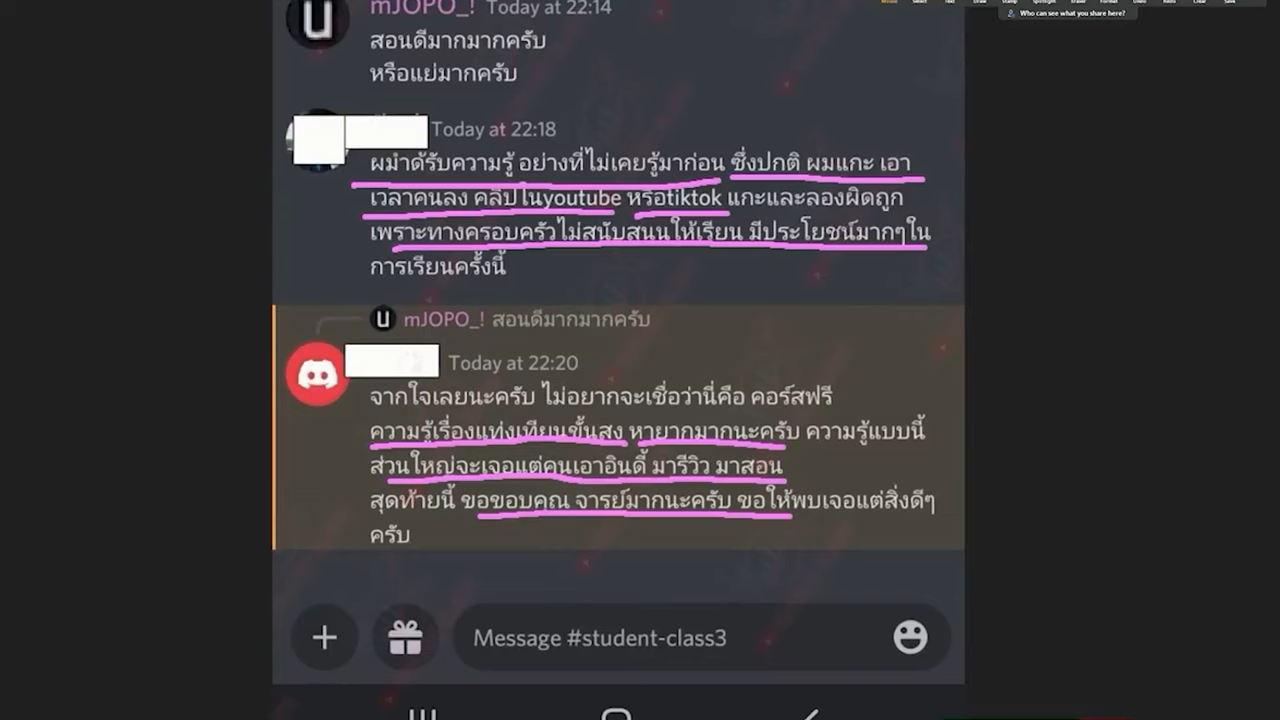 mJOPO_! Today at 22:14
สอนดีมากมากครับ
หรือแย่มากครับ
Today at 22:18
ผมำด้รับความรู้ อย่างที่ไม่เคยรู้มาก่อน ซึ่งปกติ ผมแกะ เอา
เวลาคนลง คลิปในyoutube หรือtiktok แกะและลองผิดถูก
เพราะทางครอบครัวไม่สนับสนนให้เรียน มีประโยชน์มากๆใน
การเรียนครั้งนี้
mJOPO_! สอนดีมากมากครับ
Today at 22:20
จากใจเลยนะครับ ไม่อยากจะเชื่อว่านี่คือ คอร์สฟรี
ความรู้เรื่องแท่งเทียนขั้นสูง หายากมากนะครับ ความรู้แบบนี้
ส่วนใหญ่จะเจอแต่คนเอาอินดี้ มารีวิว มาสอน
สุดท้ายนี้ ขอขอบคุณ จารย์มากนะครับ ขอให้พบเจอแต่สิ่งดีๆ
ครับ
Message #student-class3
Who can see what you share here?